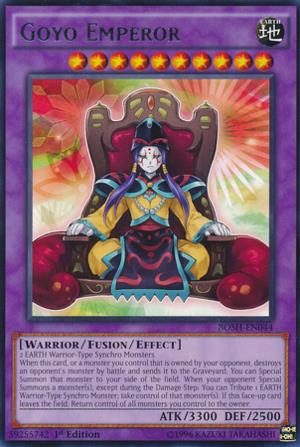 GOYO EMPEROR
EARTH
地
BOSH-EN044
[WARRIOR/FUSION/EFFECT]
2 EARTH Warrior-Type Synchro Monsters
When this card, or a monster you control that is owned by your opponent, destroys
an opponent's monster by battle and sends it to the Graveyard: You can Special
Summon that monster to your side of the field. When your opponent Special
Summons a monster(s), except during the Damage Step: You can Tribute 1 EARTH
Warrior-Type Synchro Monster; take control of that monster(s). If this face-up card
leaves the field: Return control of all monsters you control to the owner.
ATK/3300 DEF/2500
59255742 1st Edition ©1996 KAZUKI TAKAHASHI